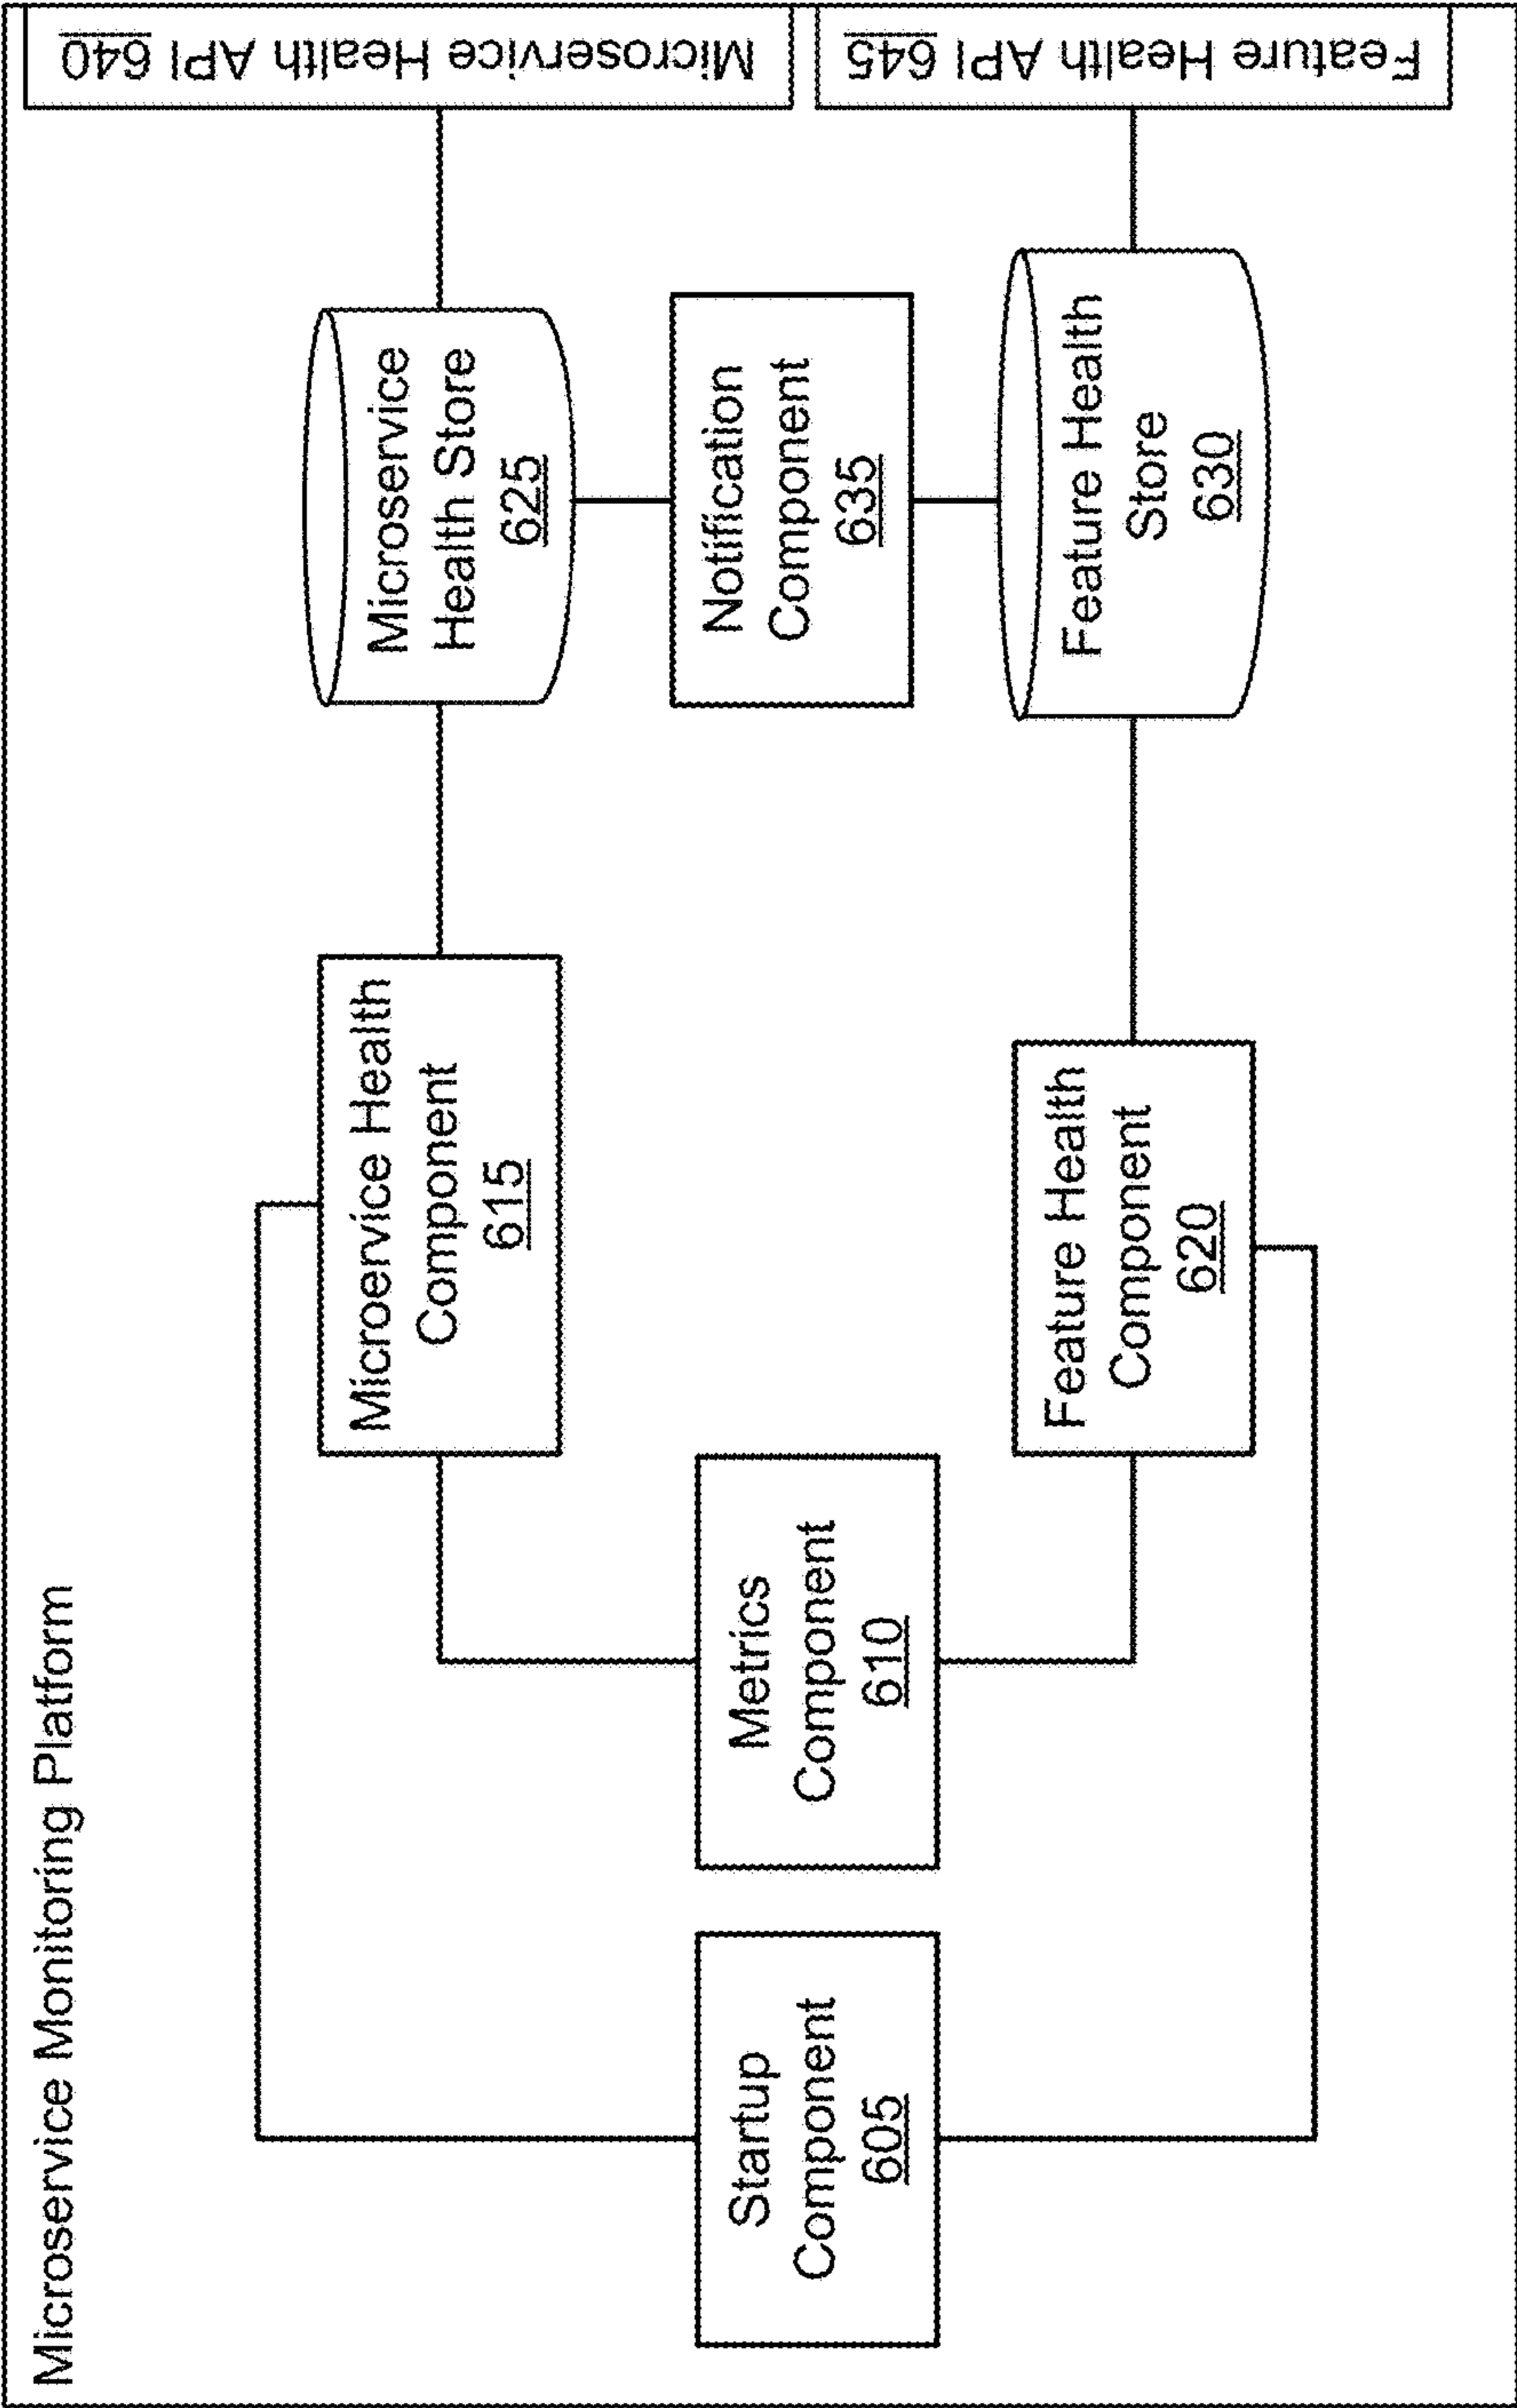 Microservice Monitoring Platform
Startup
Component
605
Metrics
Component
610
Microervice Health
Component
615
Feature Health
Component
620
Microservice
Health Store
625
Notification
Component
635
Feature Health
Store
630
Microservice Health API 640
Feature Health API 645